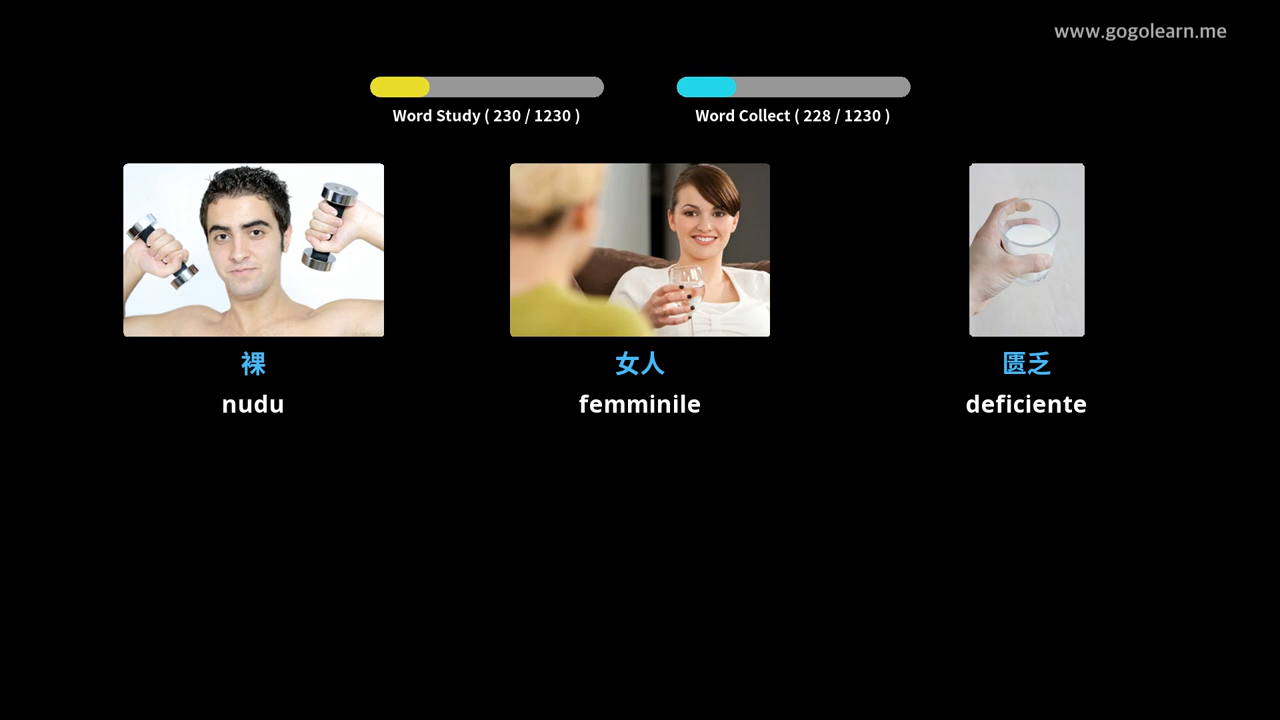 www.gogolearn.me
Word Study ( 230 / 1230 )
Word Collect ( 228 / 1230 )
裸
女人
匮乏
nudu
femminile
deficiente